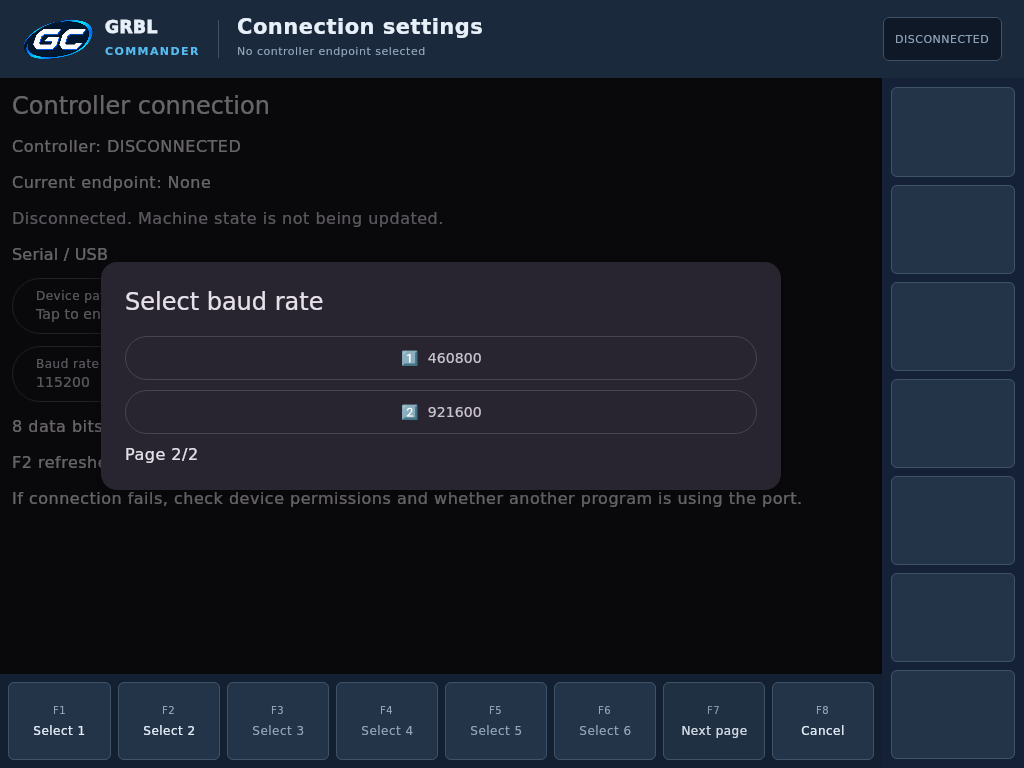 GC
GRBL
COMMANDER
Connection settings
No controller endpoint selected
DISCONNECTED
Controller connection
Controller: DISCONNECTED
Current endpoint: None
Disconnected. Machine state is not being updated.
Serial / USB
Tap to en
Baud rate
115200
8 data bits
If connection fails, check device permissions and whether another program is using the port.
Select baud rate
1 460800
2 921600
Page 2/2
F1
Select 1
F2
Select 2
F3
Select 3
F4
Select 4
F5
Select 5
F6
Select 6
F7
Next page
F8
Cancel